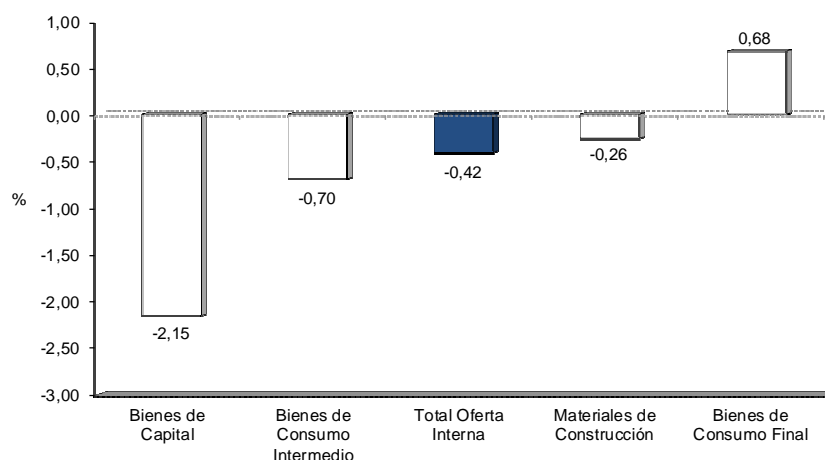 1,00
0,50
0,00
-0,50
-1,00
-1,50
-2,00
-2,50
-3,00
%
-2,15
-0,70
-0,42
-0,26
0,68
Bienes de
Capital
Bienes de
Consumo
Intermedio
Total Oferta
Interna
Materiales de
Construcción
Bienes de
Consumo Final